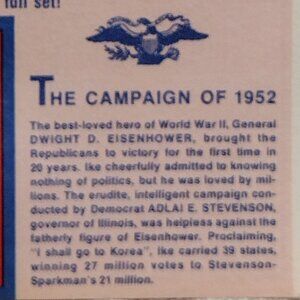 full set!
THE CAMPAIGN OF 1952
The best-loved hero of World War II, General
DWIGHT D. EISENHOWER, brought the
Republicans to victory for the first time in
20 years. Ike cheerfully admitted to knowing
nothing of politics, but he was loved by mil-
lions. The erudite, intelligent campaign con-
ducted by Democrat ADLAI E. STEVENSON,
governor of Illinois, was helpless against the
fatherly figure of Eisenhower. Proclaiming,
"I shall go to Korea", Ike carried 39 states,
winning 27 million votes to Stevenson-
Sparkman's 21 million.